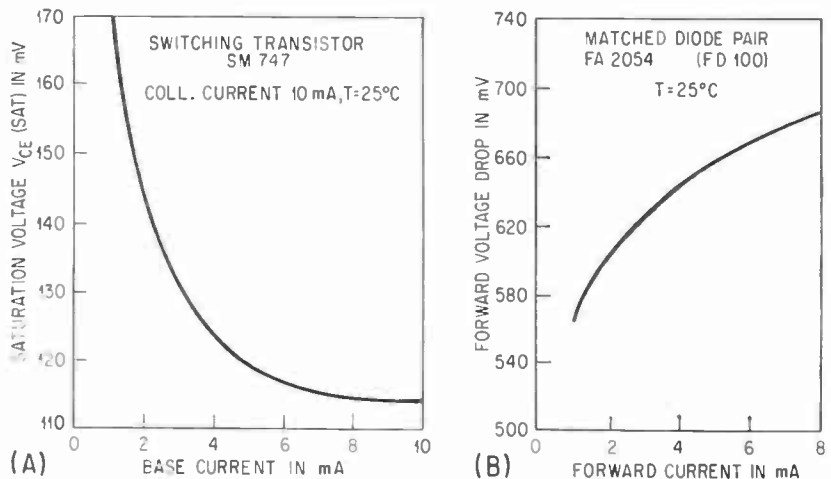 170
160
150
140
130
120
110
SATURATION VOLTAGE VCE (SAT) IN mV
SWITCHING TRANSISTOR
SM 747
COLL. CURRENT 10 mA, T=25°C
0 2 4 6 8 10
BASE CURRENT IN mA
(A)
740
700
660
620
580
540
500
FORWARD VOLTAGE DROP IN mV
MATCHED DIODE PAIR
FA 2054 (FD 100)
T=25°C
0 2 4 6 8
FORWARD CURRENT IN mA
(B)